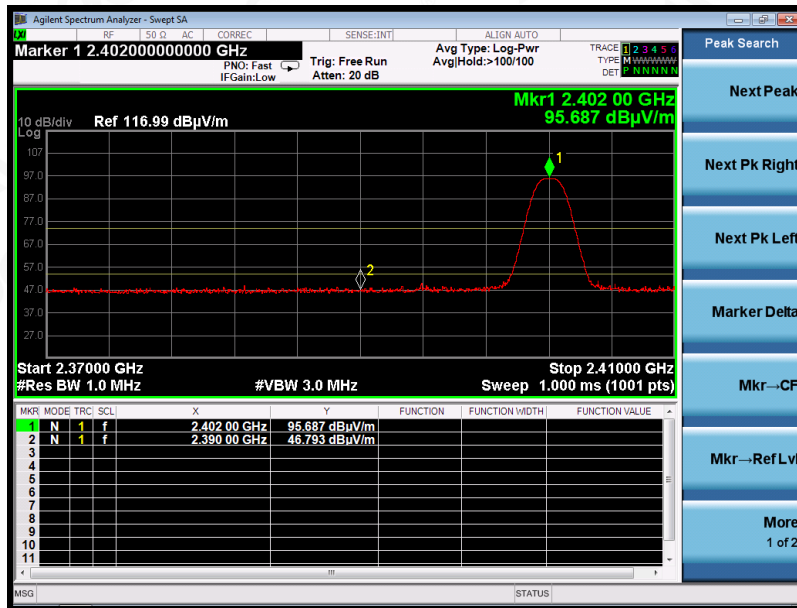 Agilent Spectrum Analyzer - Swept SA
LXI RF 50 Ω AC CORREC SENSE:INT ALIGN AUTO
Marker 1 2.402000000000 GHz
PNO: Fast
IFGain:Low
Trig: Free Run
Atten: 20 dB
Avg Type: Log-Pwr
Avg|Hold:>100/100
TRACE 1 2 3 4 5 6
TYPE M WWWWW
DET P N N N N N
Peak Search
Mkr1 2.402 00 GHz
95.687 dBµV/m
10 dB/div Ref 116.99 dBµV/m
Log
107
97.0
87.0
77.0
67.0
57.0
47.0
37.0
27.0
1
2
Start 2.37000 GHz Stop 2.41000 GHz
#Res BW 1.0 MHz #VBW 3.0 MHz Sweep 1.000 ms (1001 pts)
MKR MODE TRC SCL X Y FUNCTION FUNCTION WIDTH FUNCTION VALUE
1 N 1 f 2.402 00 GHz 95.687 dBµV/m
2 N 1 f 2.390 00 GHz 46.793 dBµV/m
3
4
5
6
7
8
9
10
11
MSG STATUS
Next Peak
Next Pk Right
Next Pk Left
Marker Delta
Mkr→CF
Mkr→Ref Lvl
More
1 of 2